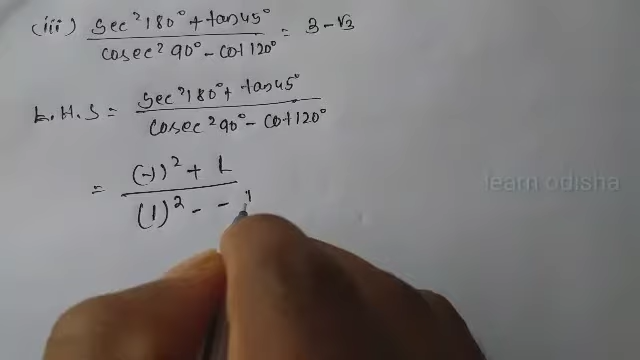 (iii) sec²180° + tan45° / cosec²90° - cot120° = 3 - √3
L.H.S = sec²180° + tan45° / cosec²90° - cot120°
= (-1)² + 1 / (1)² - -
learn odisha